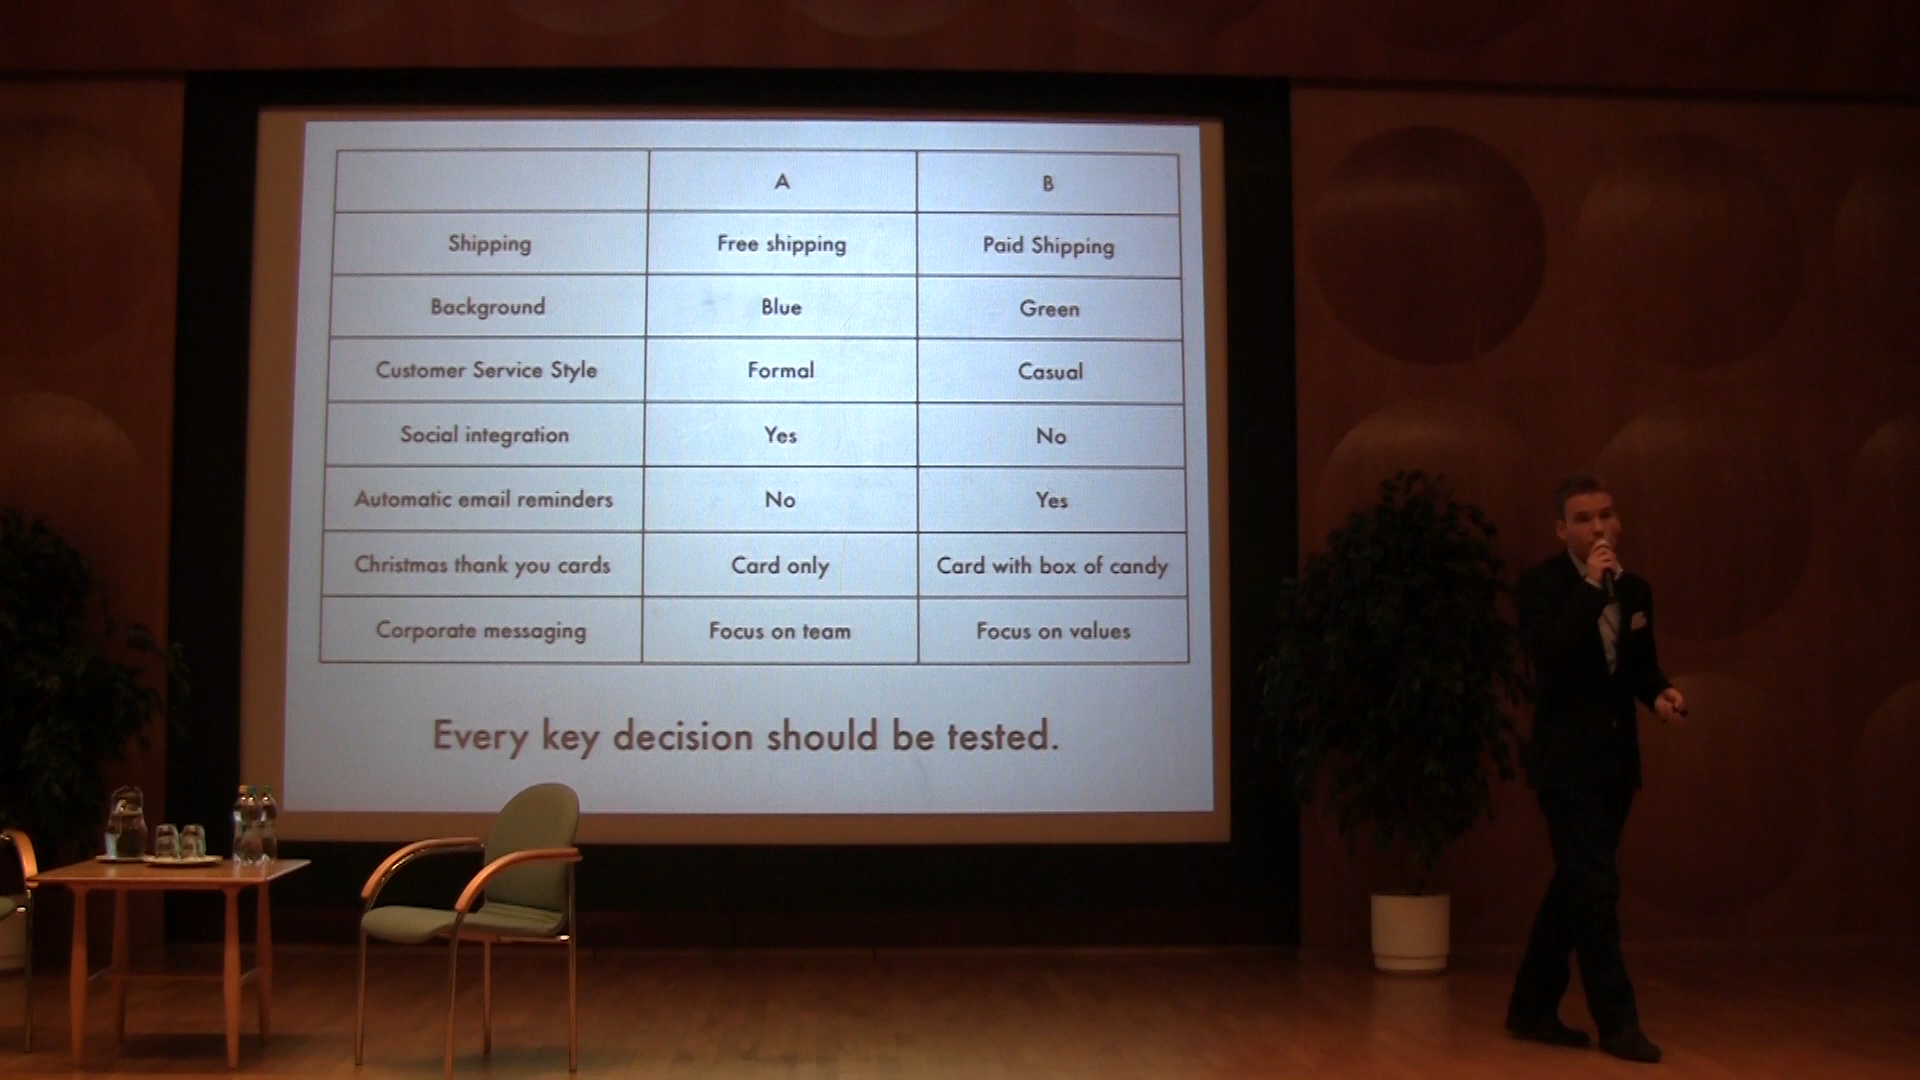 A B
Shipping Free shipping Paid Shipping
Background Blue Green
Customer Service Style Formal Casual
Social integration Yes No
Automatic email reminders No Yes
Christmas thank you cards Card only Card with box of candy
Corporate messaging Focus on team Focus on values
Every key decision should be tested.